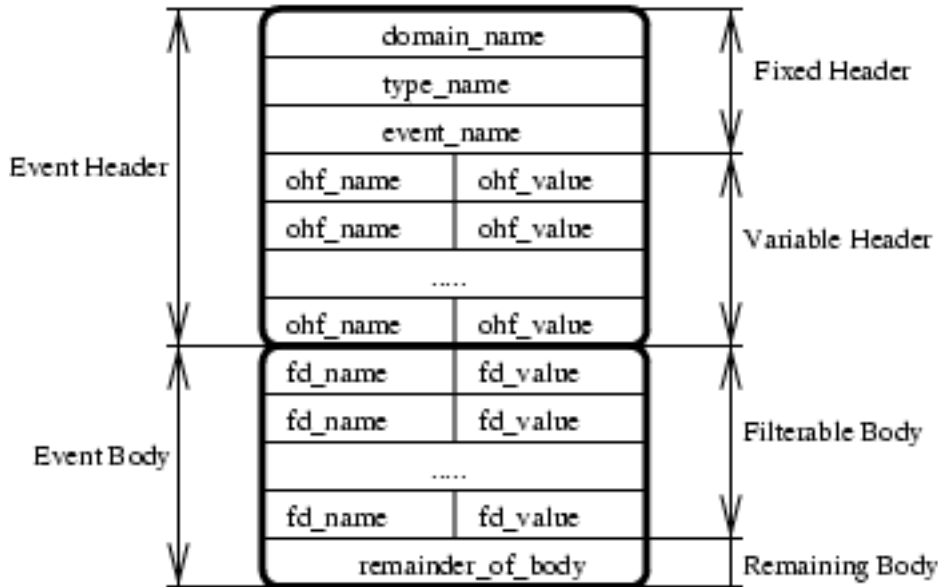 domain_name
Fixed Header
type_name
event_name
Event Header
ohf_name ohf_value
ohf_name ohf_value
Variable Header
.....
ohf_name ohf_value
fd_name fd_value
fd_name fd_value
Filterable Body
Event Body
.....
fd_name fd_value
remainder_of_body
Remaining Body